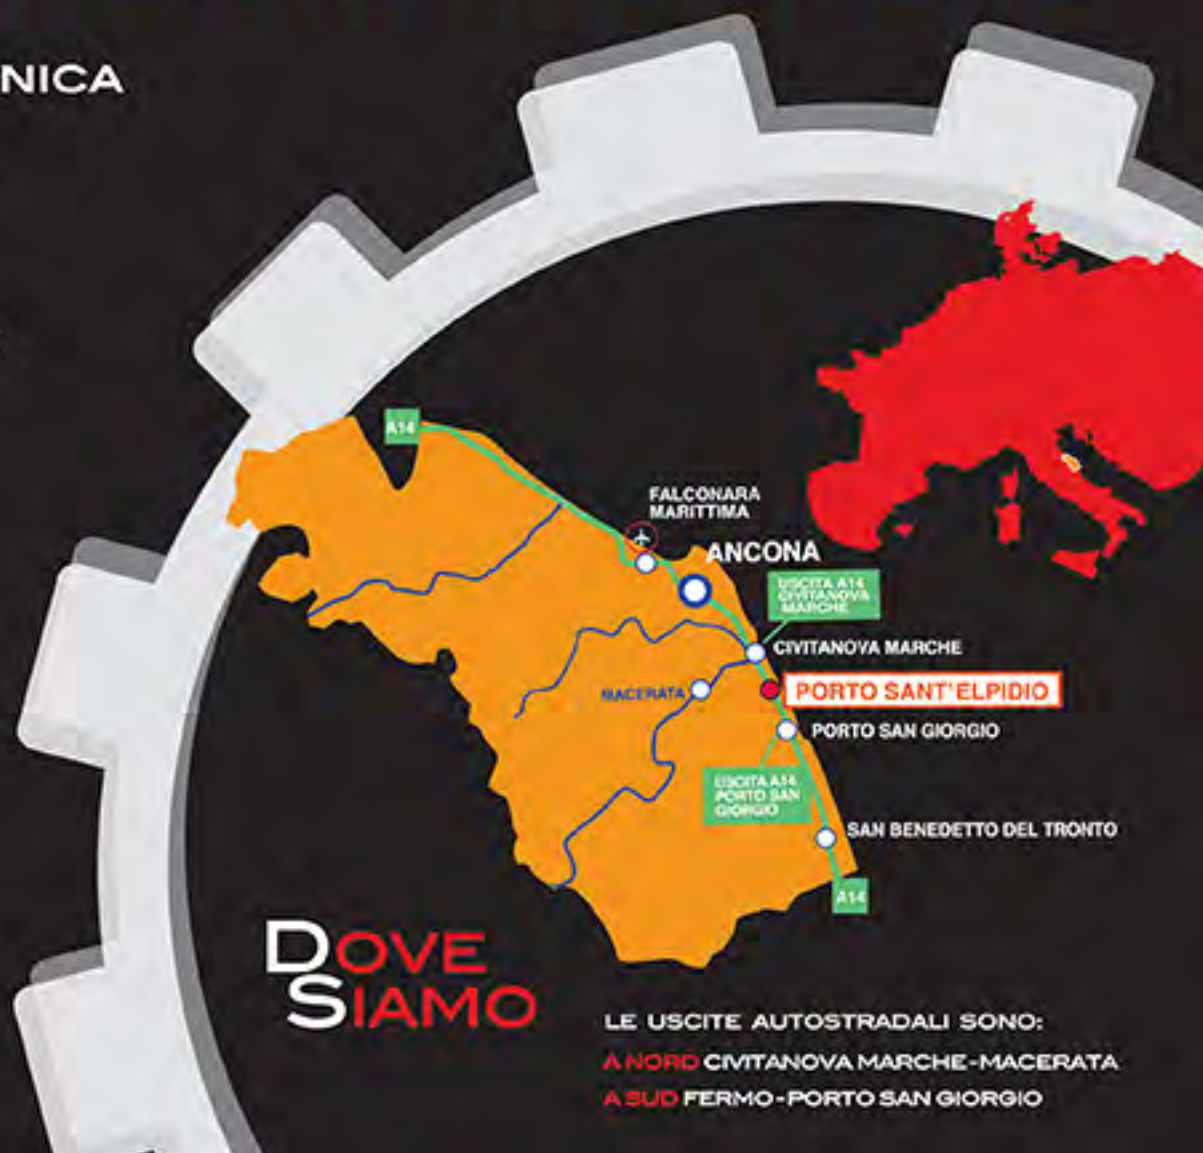 NICA
A14
FALCONARA
MARITTIMA
ANCONA
USCITA A14
CIVITANOVA
MARCHE
CIVITANOVA MARCHE
MACERATA
PORTO SANT'ELPIDIO
PORTO SAN GIORGIO
USCITA A14
PORTO SAN
GIORGIO
SAN BENEDETTO DEL TRONTO
A14
DOVE
SIAMO
LE USCITE AUTOSTRADALI SONO:
A NORD CIVITANOVA MARCHE-MACERATA
A SUD FERMO-PORTO SAN GIORGIO